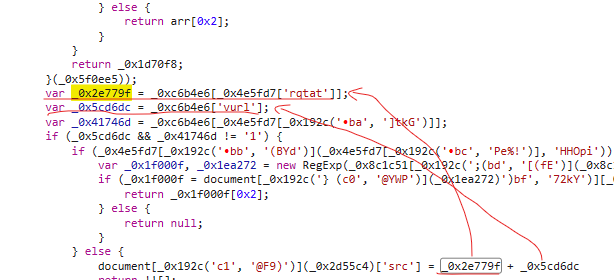 } else {
return arr[0x2];
}
}
return _0x1d70f8;
}(_0x5f0ee5));
var _0x2e779f = _0xc6b4e6[_0x4e5fd7['rqtat']];
var _0x5cd6dc = _0xc6b4e6['vurl'];
var _0x41746d = _0xc6b4e6[_0x4e5fd7[_0x192c('•ba', ']tkG')]];
if (_0x5cd6dc && _0x41746d != '1') {
if (_0x4e5fd7[_0x192c('•bb', '(BYd')](_0x4e5fd7[_0x192c('•bc', 'Pe%!')], 'HHOpi'))
var _0x1f000f, _0x1ea272 = new RegExp(_0x8c1c51[_0x192c(';(bd', '[(fE')](_0x8c
if (_0x1f000f = document[_0x192c('} (c0', '@YWP')](_0x1ea272)')bf', '72kY')][_
return _0x1f000f[0x2];
} else {
return null;
}
} else {
document[_0x192c('c1', '@F9)')](_0x2d55c4)['src'] = _0x2e779f + _0x5cd6dc
return !![];